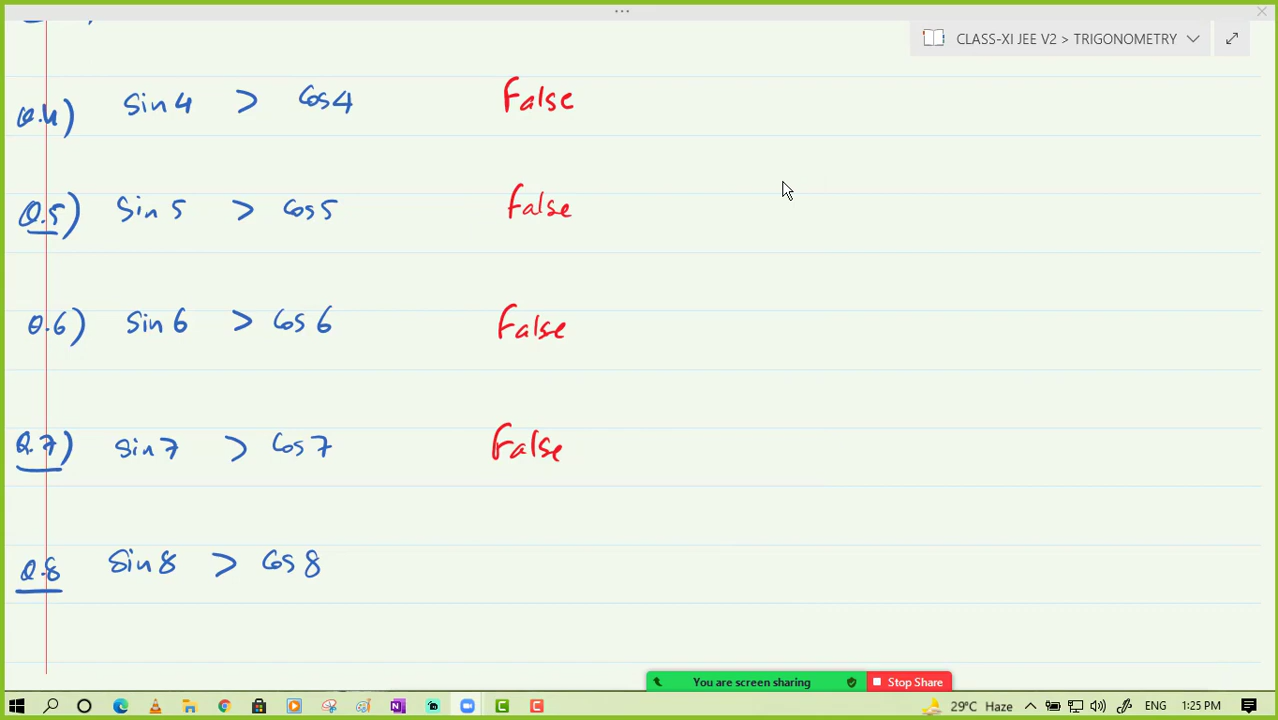 CLASS-XI JEE V2 > TRIGONOMETRY
Q.4) sin 4 > cos 4 False
Q.5) sin 5 > cos 5 False
Q.6) sin 6 > cos 6 False
Q.7) sin 7 > cos 7 False
Q.8 sin 8 > cos 8
You are screen sharing Stop Share
29°C Haze ENG 1:25 PM